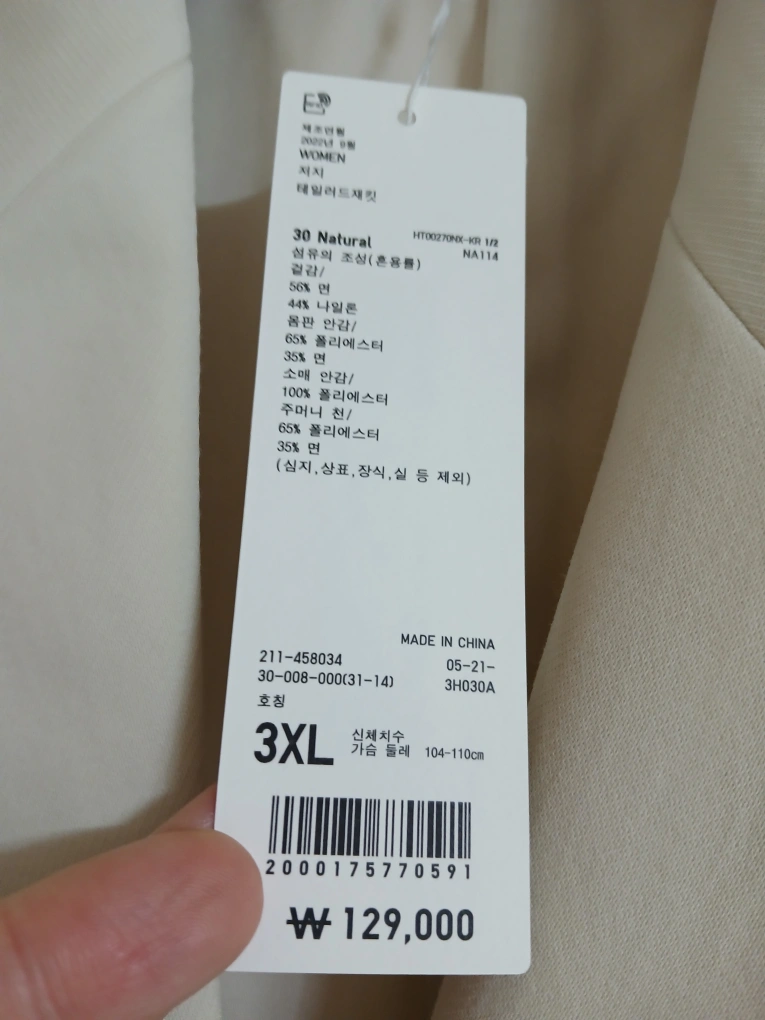 제조년월
2022년 9월
WOMEN
저지
테일러드재킷
30 Natural
HT00270NX-KR 1/2
NA114
섬유의 조성(혼용률)
겉감/
56% 면
44% 나일론
몸판 안감/
65% 폴리에스터
35% 면
소매 안감/
100% 폴리에스터
주머니 천/
65% 폴리에스터
35% 면
(심지,상표,장식,실 등 제외)
MADE IN CHINA
211-458034
05-21-
30-008-000(31-14)
3H030A
호칭
3XL
신체치수
가슴 둘레 104-110cm
2000175770591
₩ 129,000